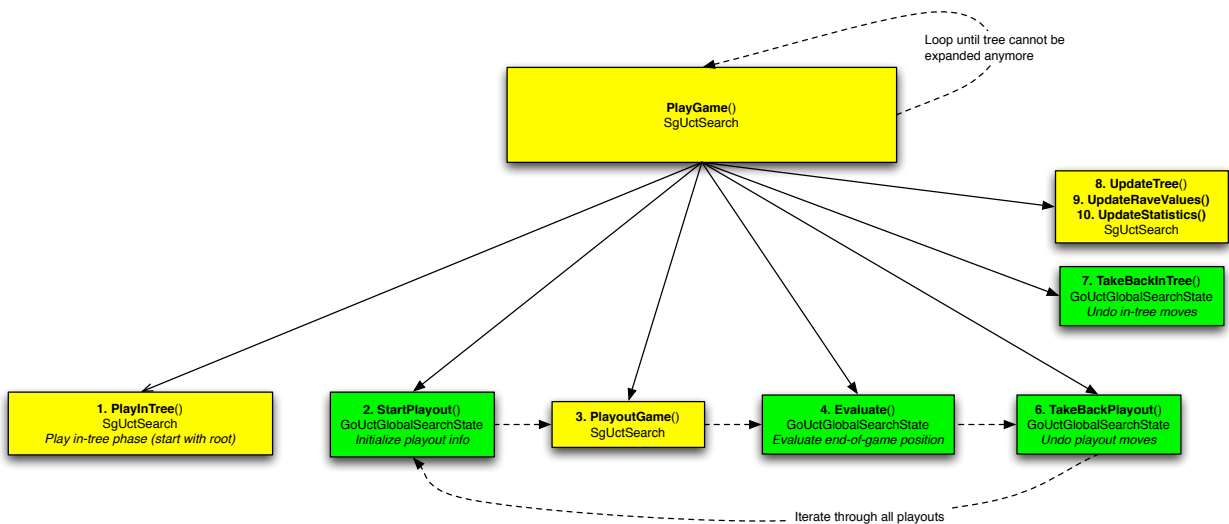 Loop until tree cannot be
expanded anymore
PlayGame()
SgUctSearch
8. UpdateTree()
9. UpdateRaveValues()
10. UpdateStatistics()
SgUctSearch
7. TakeBackInTree()
GoUctGlobalSearchState
Undo in-tree moves
1. PlayInTree()
SgUctSearch
Play in-tree phase (start with root)
2. StartPlayout()
GoUctGlobalSearchState
Initialize playout info
3. PlayoutGame()
SgUctSearch
4. Evaluate()
GoUctGlobalSearchState
Evaluate end-of-game position
6. TakeBackPlayout()
GoUctGlobalSearchState
Undo playout moves
Iterate through all playouts